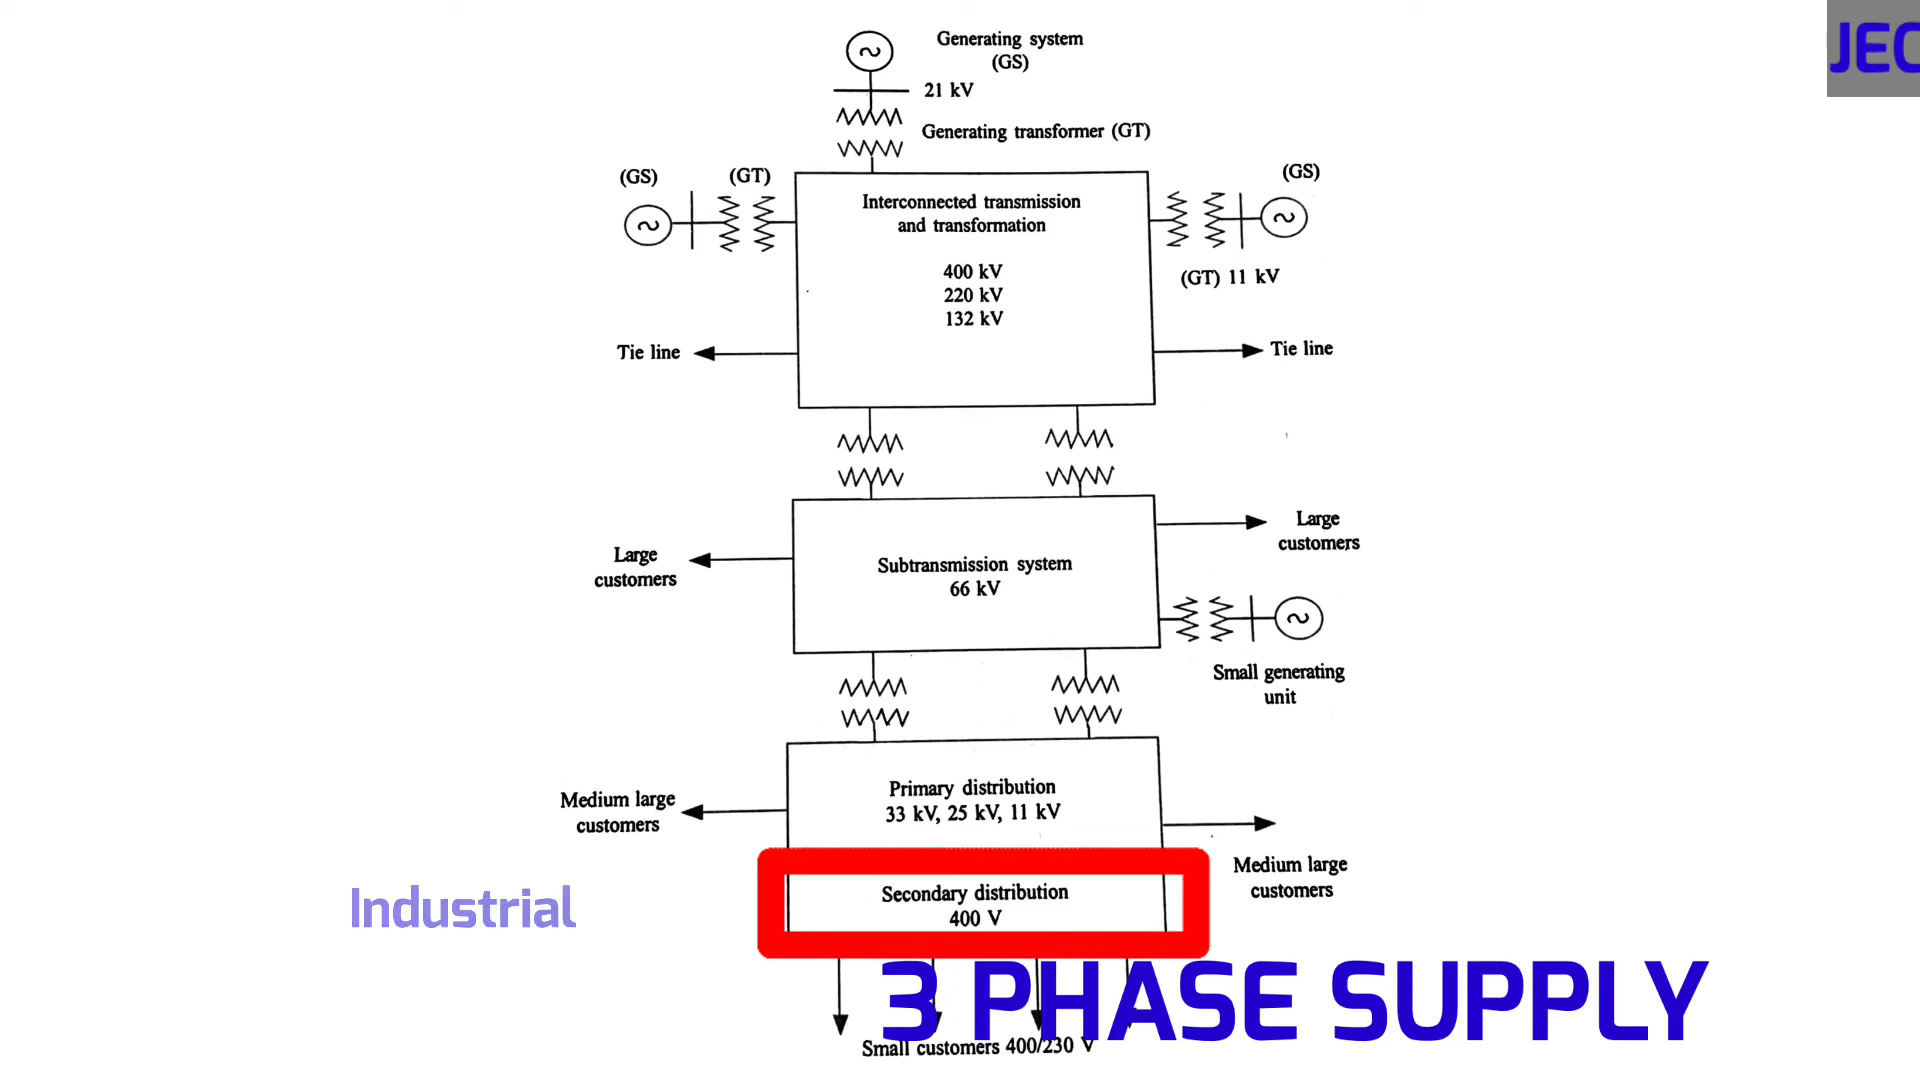 JEC
Generating system
(GS)
21 kV
Generating transformer (GT)
(GS)
(GT)
(GS)
Interconnected transmission
and transformation
400 kV
220 kV
132 kV
(GT) 11 kV
Tie line
Tie line
Large
customers
Large
customers
Subtransmission system
66 kV
Small generating
unit
Primary distribution
33 kV, 25 kV, 11 kV
Medium large
customers
Medium large
customers
Secondary distribution
400 V
Industrial
3 PHASE SUPPLY
Small customers 400/230 V